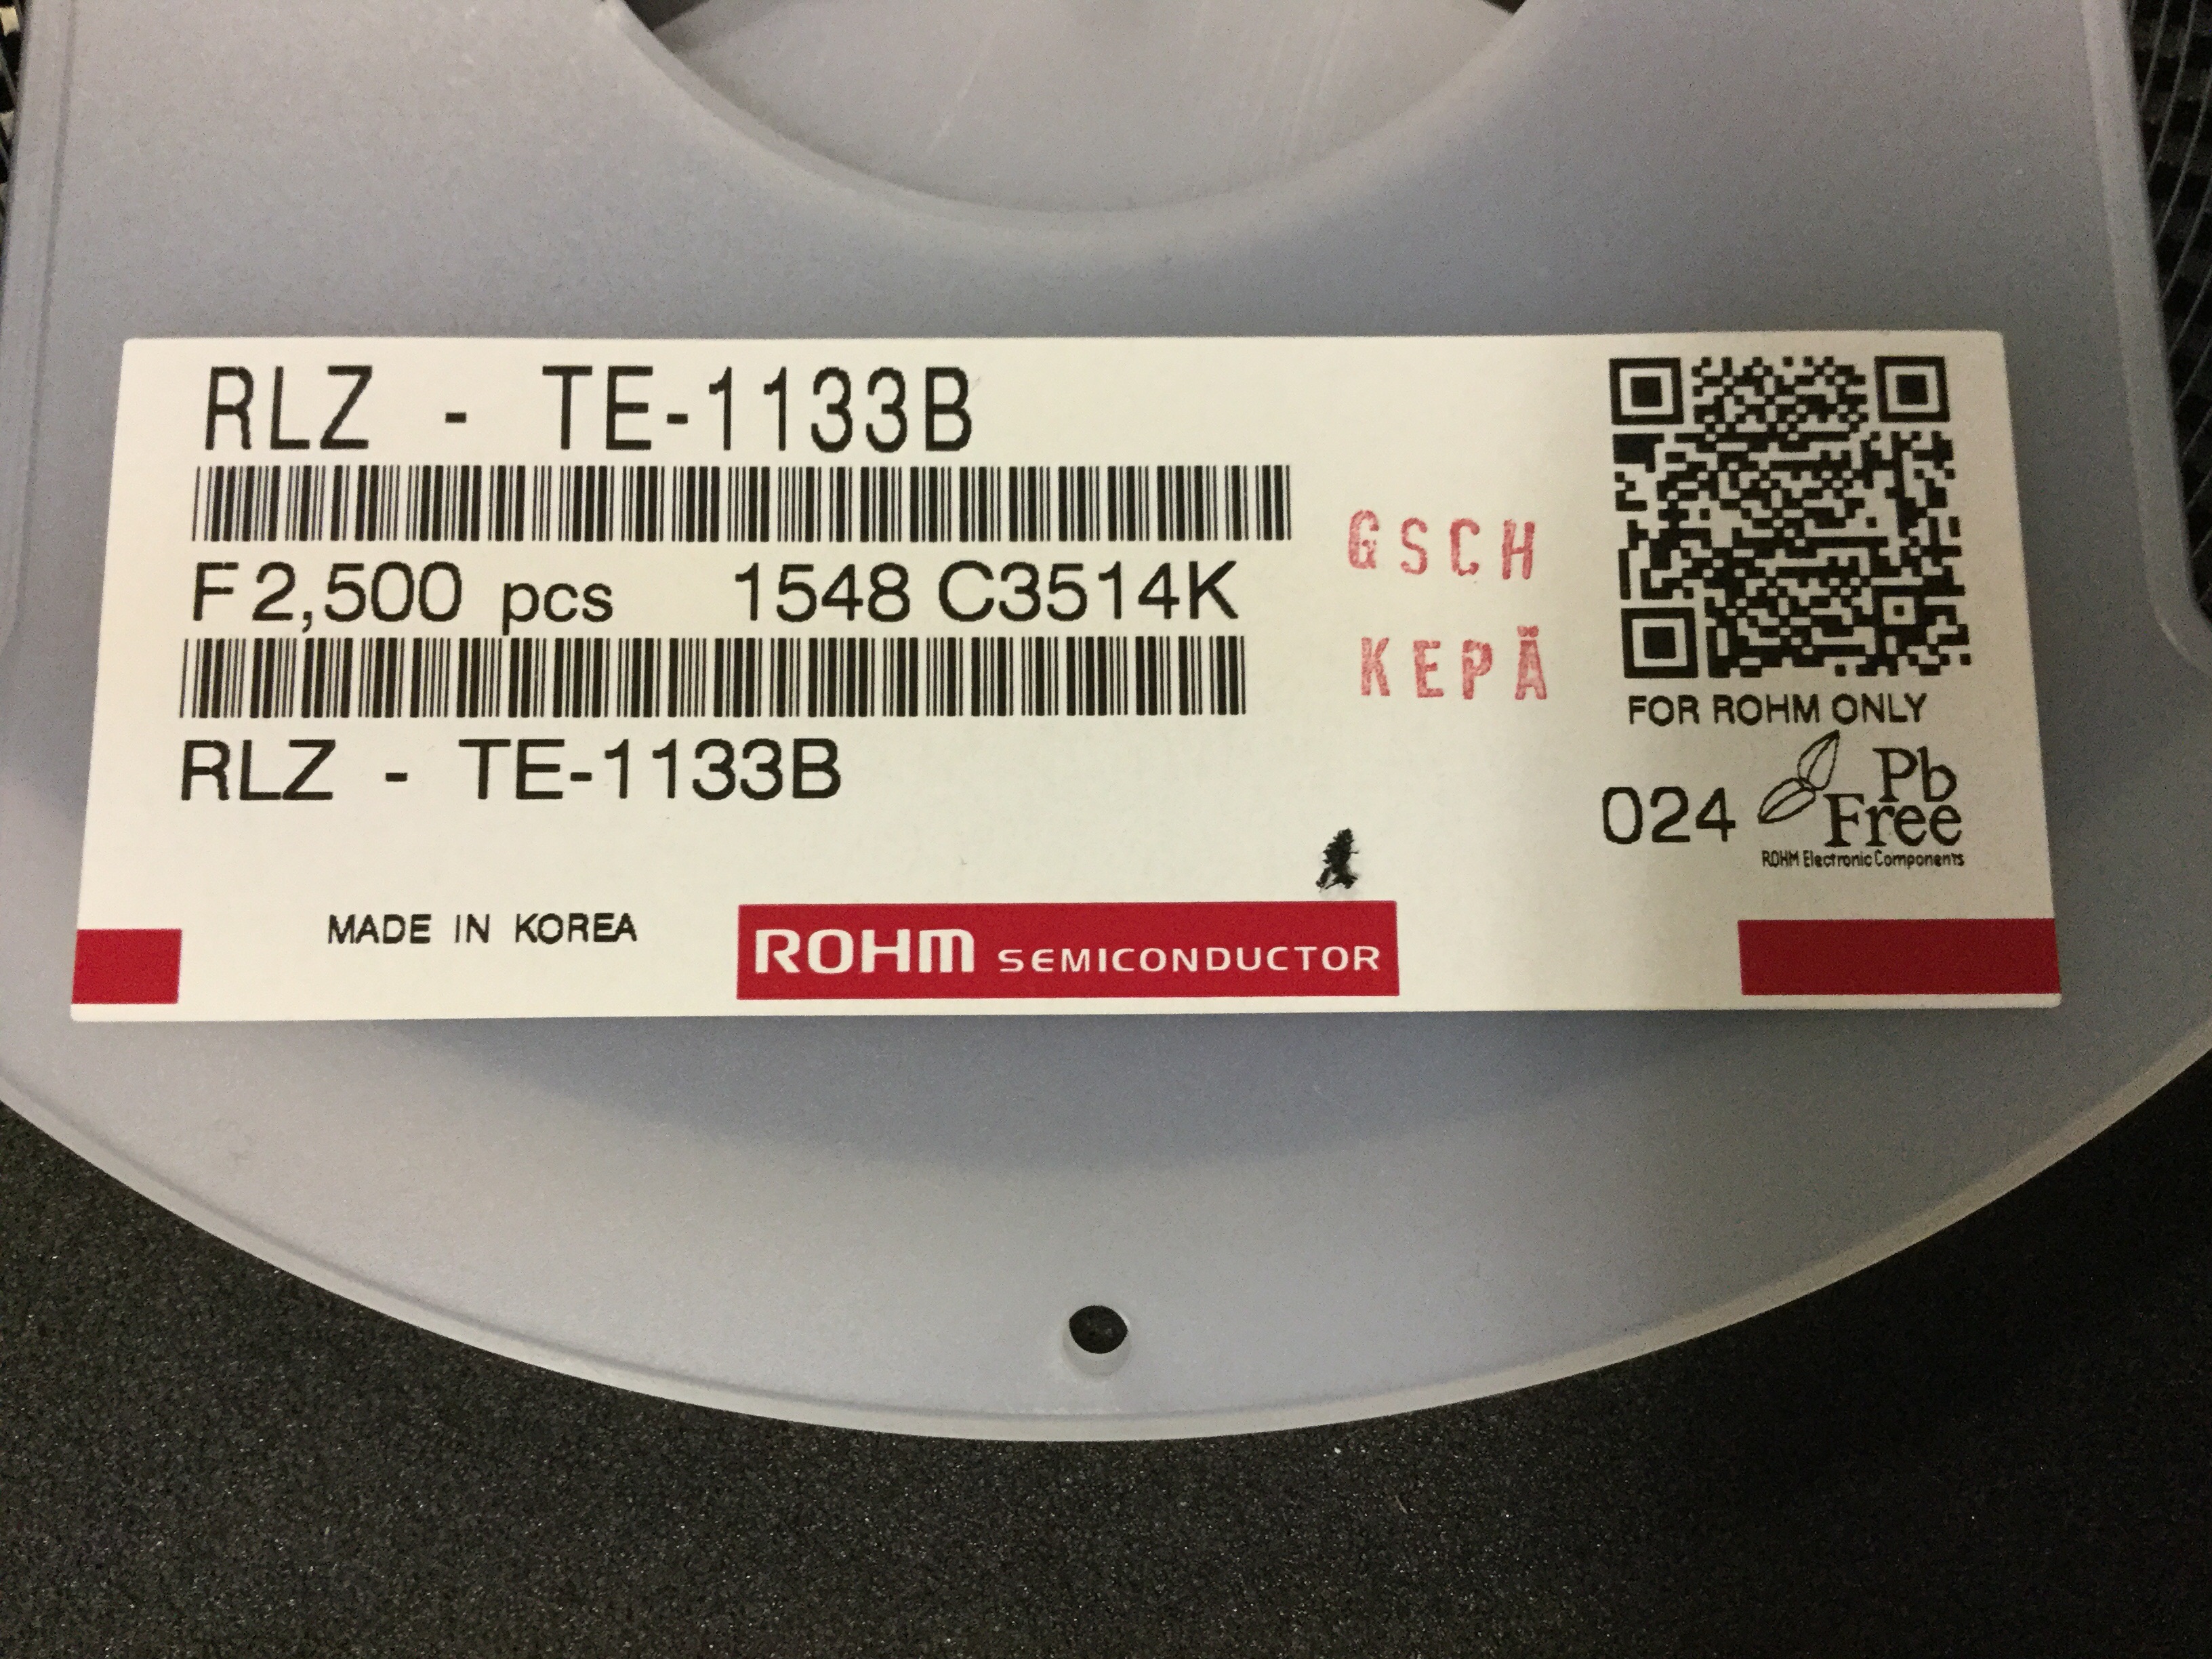 RLZ - TE-1133B
F2,500 pcs 1548 C3514K
RLZ - TE-1133B
GSCH
KEPÄ
FOR ROHM ONLY
024
Pb
Free
ROHM Electronic Components
MADE IN KOREA
ROHM SEMICONDUCTOR